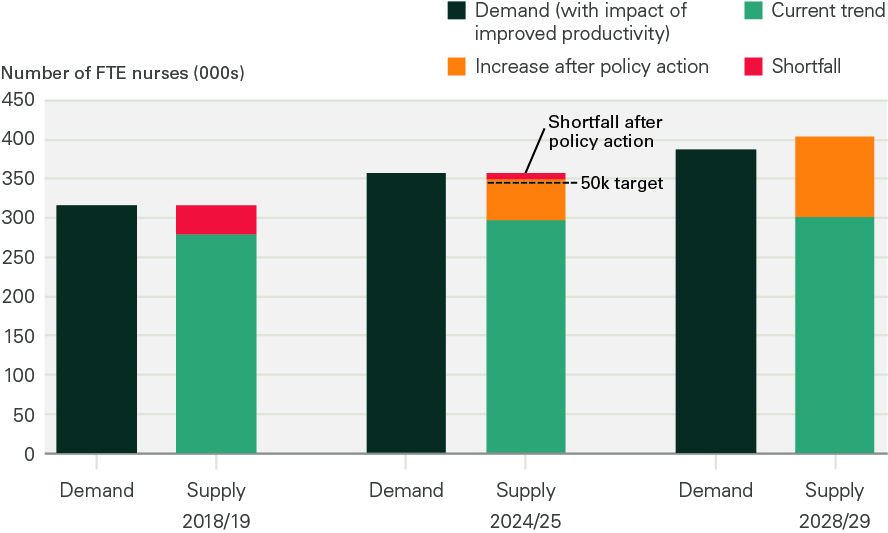 Demand (with impact of
improved productivity)
Current trend
Increase after policy action
Shortfall
Number of FTE nurses (000s)
450
400
350
300
250
200
150
100
50
0
Shortfall after
policy action
50k target
Demand
Supply
Demand
Supply
Demand
Supply
2018/19
2024/25
2028/29